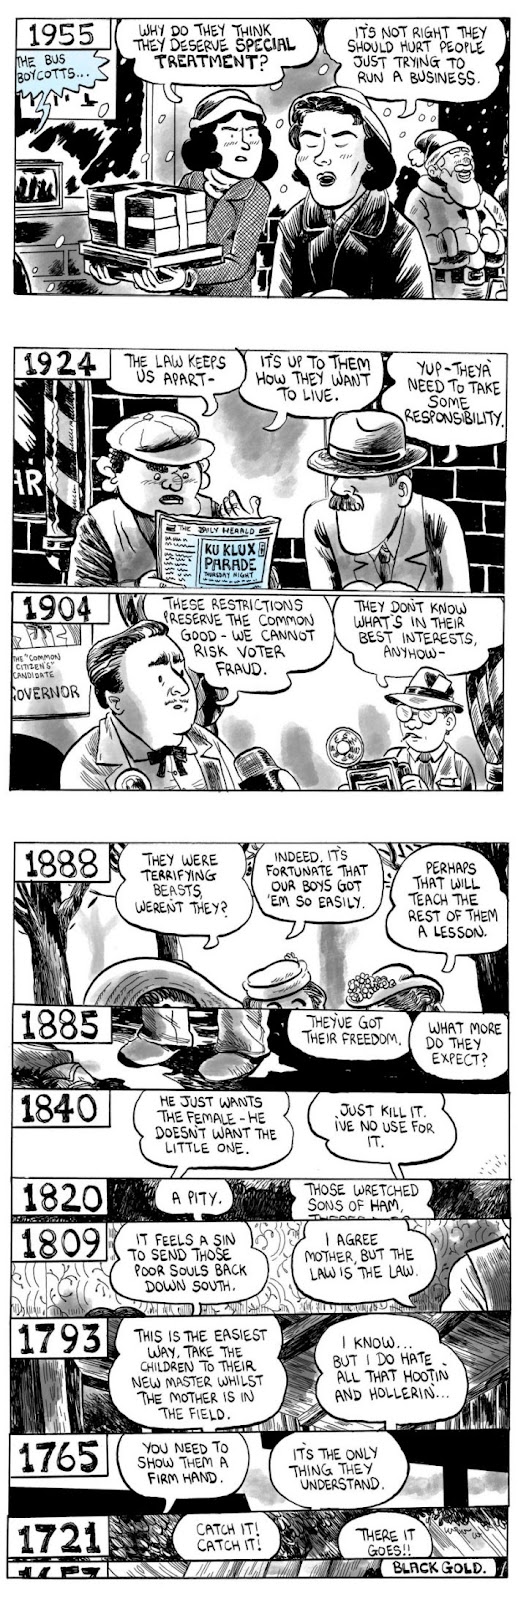 1955
THE BUS
BOYCOTTS...
WHY DO THEY THINK
THEY DESERVE SPECIAL
TREATMENT?
IT'S NOT RIGHT THEY
SHOULD HURT PEOPLE
JUST TRYING TO
RUN A BUSINESS.
1924
THE LAW KEEPS
US APART-
IT'S UP TO THEM
HOW THEY WANT
TO LIVE.
YUP-THEY'A
NEED TO TAKE
SOME
RESPONSIBILITY.
AR
THE DAILY HERALD
KU KLUX
PARADE
NIGHT
1904
THE "COMMON
CITIZEN'S"
CANDIDATE
GOVERNOR
THESE RESTRICTIONS
PRESERVE THE COMMON
GOOD - WE CANNOT
RISK VOTER
FRAUD.
THEY DON'T KNOW
WHAT'S IN THEIR
BEST INTERESTS,
ANYHOW-
1888
THEY WERE
TERRIFYING
BEASTS,
WEREN'T THEY?
INDEED. IT'S
FORTUNATE THAT
OUR BOYS GOT
'EM SO EASILY.
PERHAPS
THAT WILL
TEACH THE
REST OF THEM
A LESSON.
1885
THEY'VE GOT
THEIR FREEDOM.
WHAT MORE
DO THEY
EXPECT?
1840
HE JUST WANTS
THE FEMALE - HE
DOESN'T WANT THE
LITTLE ONE.
JUST KILL IT.
I'VE NO USE FOR
IT.
1820
A PITY.
THOSE WRETCHED
SONS OF HAM,
1809
IT FEELS A SIN
TO SEND THOSE
POOR SOULS BACK
DOWN SOUTH.
I AGREE
MOTHER, BUT THE
LAW IS THE LAW.
1793
THIS IS THE EASIEST
WAY. TAKE THE
CHILDREN TO THEIR
NEW MASTER WHILST
THE MOTHER IS IN
THE FIELD.
I KNOW...
BUT I DO HATE
ALL THAT HOOTIN'
AND HOLLERIN'...
1765
YOU NEED TO
SHOW THEM A
FIRM HAND.
IT'S THE ONLY
THING THEY
UNDERSTAND.
1721
CATCH IT!
CATCH IT!
THERE IT
GOES!!
BLACK GOLD.